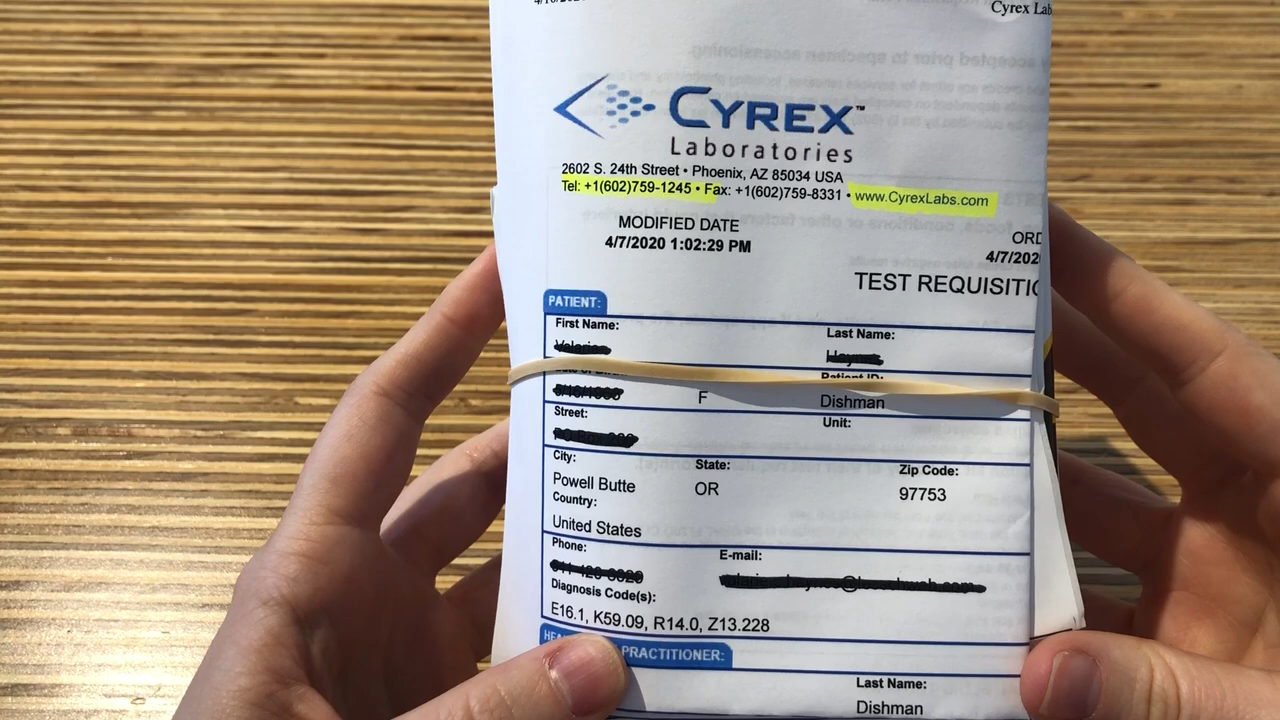 Cyrex Lab
CYREX™
Laboratories
2602 S. 24th Street • Phoenix, AZ 85034 USA
Tel: +1(602)759-1245 • Fax: +1(602)759-8331 • www.CyrexLabs.com
MODIFIED DATE
4/7/2020 1:02:29 PM
ORD
4/7/2020
TEST REQUISITIO
PATIENT:
First Name: Last Name:
Patient ID:
F Dishman
Street: Unit:
City: State: Zip Code:
Powell Butte OR 97753
Country:
United States
Phone: E-mail:
Diagnosis Code(s):
E16.1, K59.09, R14.0, Z13.228
PRACTITIONER:
Last Name:
Dishman